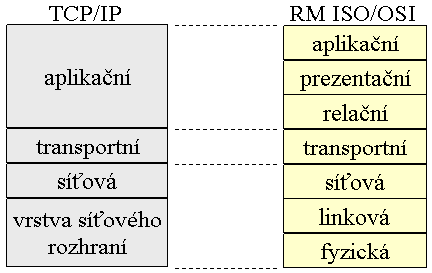 TCP/IP
aplikační
transportní
síťová
vrstva síťového
rozhraní
RM ISO/OSI
aplikační
prezentační
relační
transportní
síťová
linková
fyzická